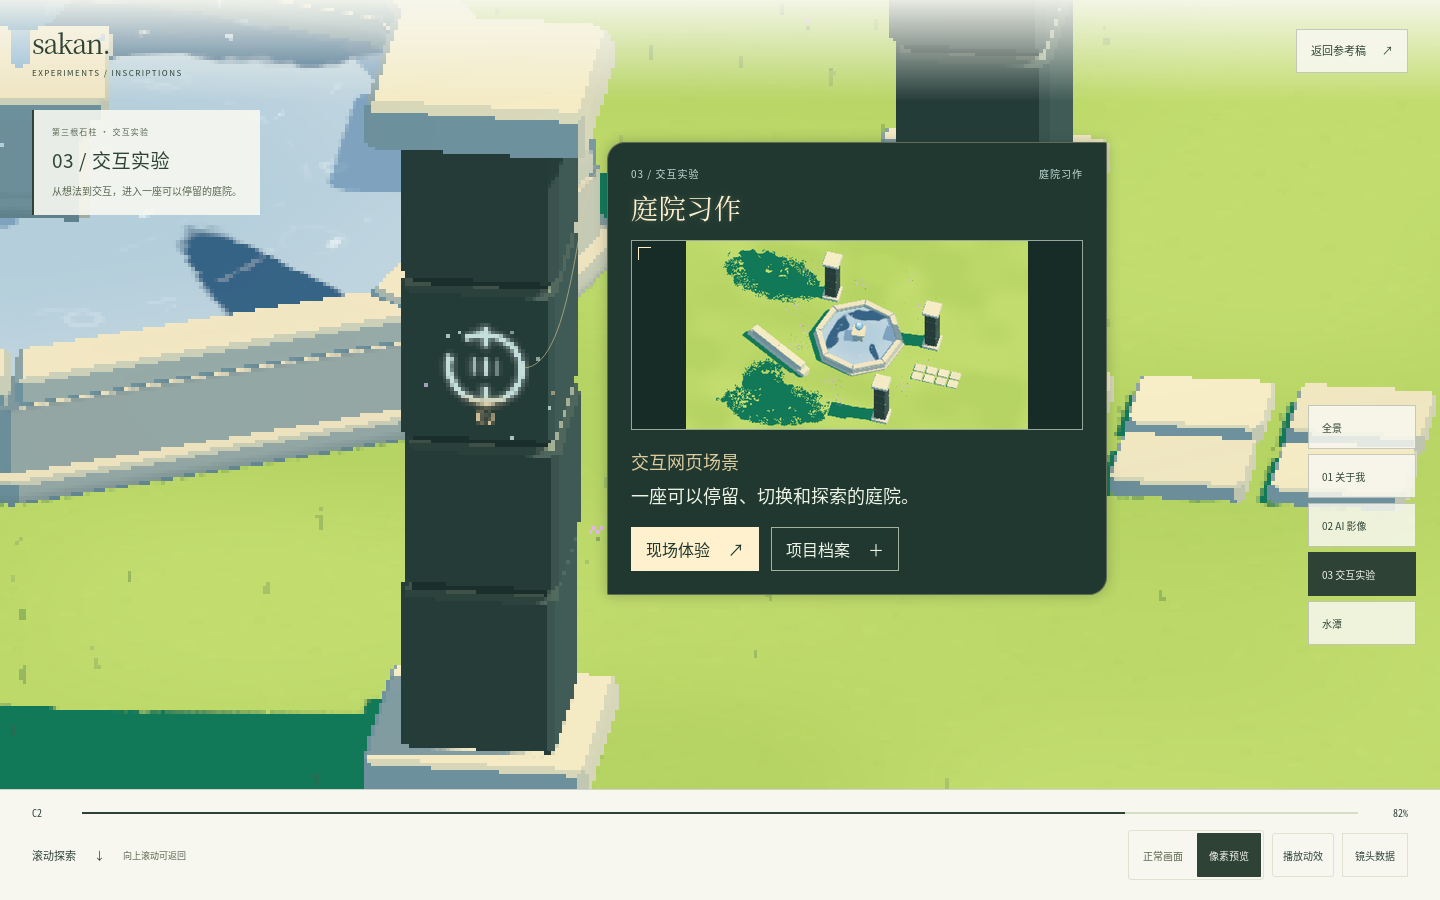 sakan.
EXPERIMENTS / INSCRIPTIONS
返回参考稿 ↗
第三根石柱 · 交互实验
03 / 交互实验
从想法到交互，进入一座可以停留的庭院。
03 / 交互实验
庭院习作
庭院习作
交互网页场景
一座可以停留、切换和探索的庭院。
现场体验 ↗
项目档案 +
全景
01 关于我
02 AI 影像
03 交互实验
水潭
C2
82%
滚动探索 ↓ 向上滚动可返回
正常画面
像素预览
播放动效
镜头数据